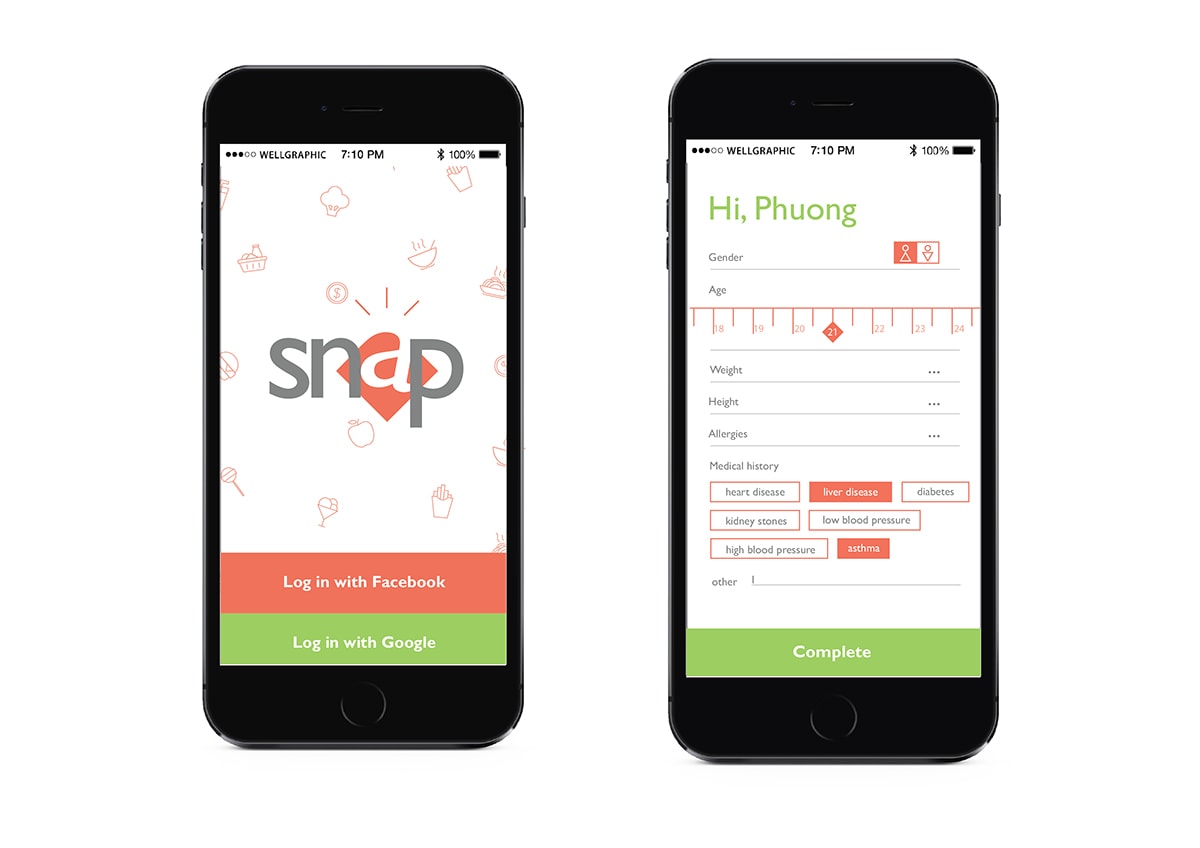 WELLGRAPHIC 7:10 PM 100%
$
snap
Log in with Facebook
Log in with Google
WELLGRAPHIC 7:10 PM 100%
Hi, Phuong
Gender
Age
18 19 20 21 22 23 24
Weight ...
Height ...
Allergies ...
Medical history
heart disease liver disease diabetes
kidney stones low blood pressure
high blood pressure asthma
other
Complete